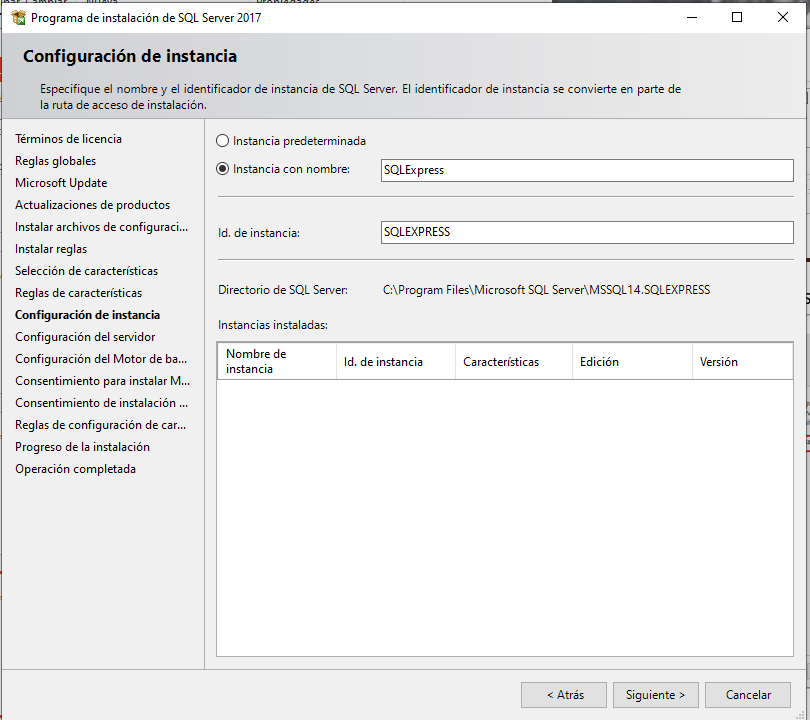 Programa de instalación de SQL Server 2017
Configuración de instancia
Especifique el nombre y el identificador de instancia de SQL Server. El identificador de instancia se convierte en parte de
la ruta de acceso de instalación.
Términos de licencia
Reglas globales
Microsoft Update
Actualizaciones de productos
Instalar archivos de configuraci...
Instalar reglas
Selección de características
Reglas de características
Configuración de instancia
Configuración del servidor
Configuración del Motor de ba...
Consentimiento para instalar M...
Consentimiento de instalación ...
Reglas de configuración de car...
Progreso de la instalación
Operación completada
Instancia predeterminada
Instancia con nombre: SQLExpress
Id. de instancia: SQLEXPRESS
Directorio de SQL Server: C:\Program Files\Microsoft SQL Server\MSSQL14.SQLEXPRESS
Instancias instaladas:
Nombre de
instancia
Id. de instancia
Características
Edición
Versión
< Atrás
Siguiente >
Cancelar